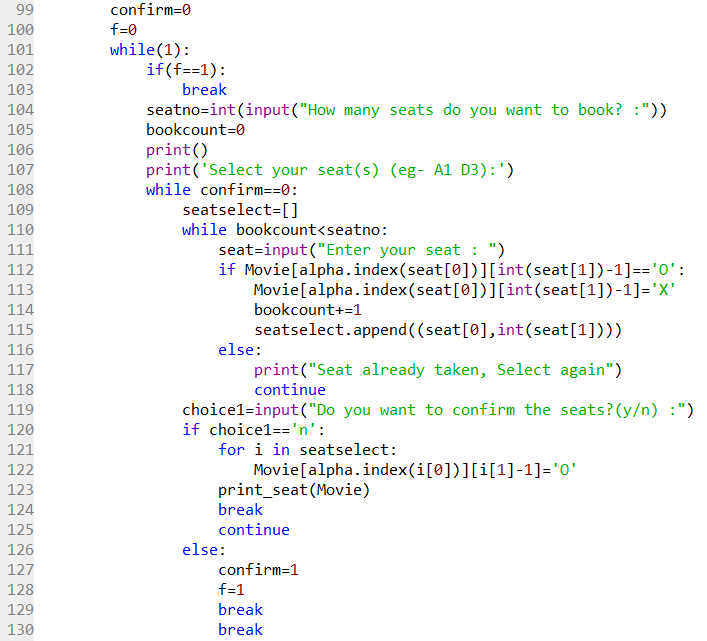 99 confirm=0
100 f=0
101 while(1):
102 if(f==1):
103 break
104 seatno=int(input("How many seats do you want to book? :"))
105 bookcount=0
106 print()
107 print('Select your seat(s) (eg- A1 D3):')
108 while confirm==0:
109 seatselect=[]
110 while bookcount<seatno:
111 seat=input("Enter your seat : ")
112 if Movie[alpha.index(seat[0])][int(seat[1])-1]=='O':
113 Movie[alpha.index(seat[0])][int(seat[1])-1]='X'
114 bookcount+=1
115 seatselect.append((seat[0],int(seat[1])))
116 else:
117 print("Seat already taken, Select again")
118 continue
119 choice1=input("Do you want to confirm the seats?(y/n) :")
120 if choice1=='n':
121 for i in seatselect:
122 Movie[alpha.index(i[0])][i[1]-1]='O'
123 print_seat(Movie)
124 break
125 continue
126 else:
127 confirm=1
128 f=1
129 break
130 break